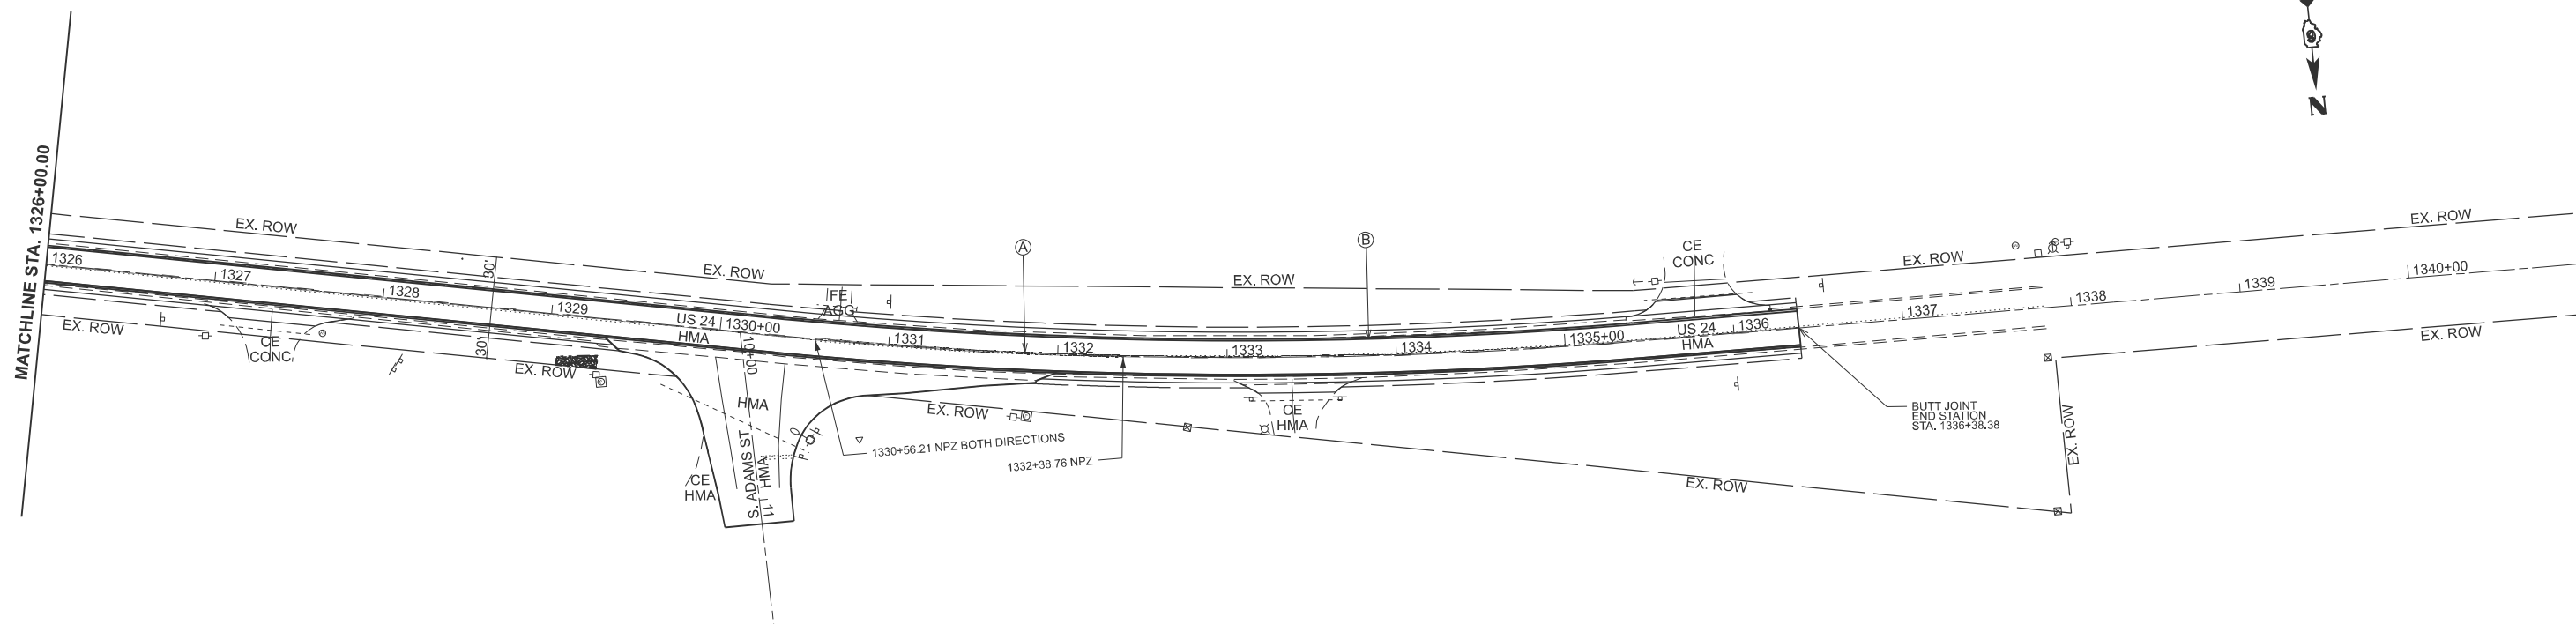 MATCHLINE STA. 1326+00.00
EX. ROW
30'
30'
EX. ROW
EX. ROW
EX. ROW
EX. ROW
EX. ROW
EX. ROW
EX. ROW
EX. ROW
EX. ROW
EX. ROW
EX. ROW
1326
1327
1328
1329
US 24
HMA
1330+00
1331
1332
1333
1334
1335+00
US 24
HMA
1336
1337
1338
1339
1340+00
A
B
FE
AGG
CE
CONC
CE
CONC
CE
HMA
CE
HMA
10+00
HMA
S. ADAMS ST
HMA
11
1330+56.21 NPZ BOTH DIRECTIONS
1332+38.76 NPZ
BUTT JOINT
END STATION
STA. 1336+38.38
9
N